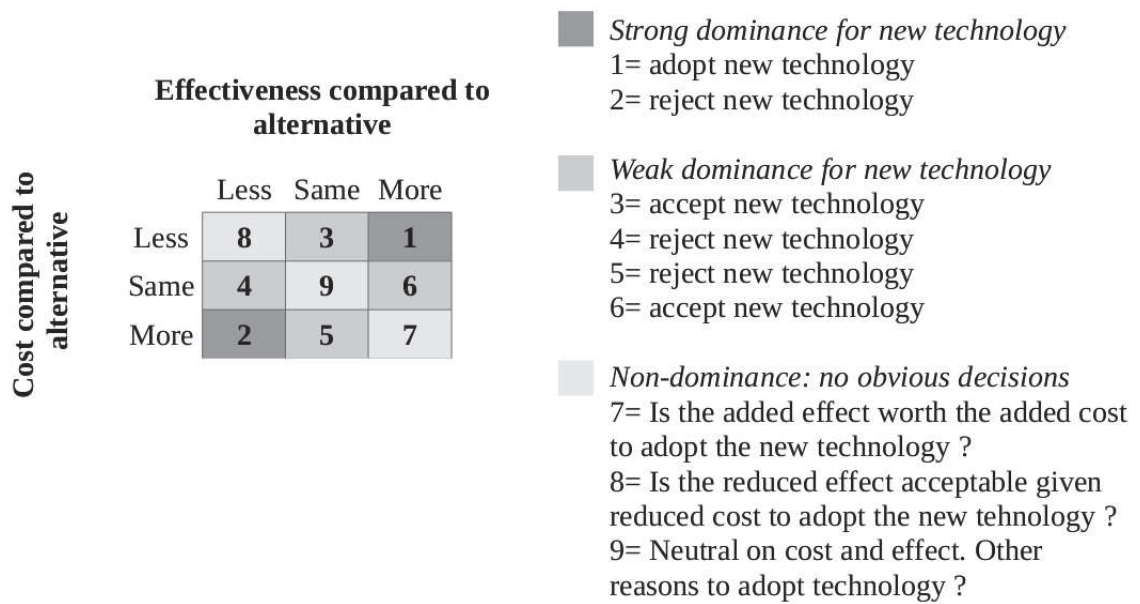 Effectiveness compared to
alternative
Cost compared to
alternative
Less Same More
Less 8 3 1
Same 4 9 6
More 2 5 7
Strong dominance for new technology
1= adopt new technology
2= reject new technology
Weak dominance for new technology
3= accept new technology
4= reject new technology
5= reject new technology
6= accept new technology
Non-dominance: no obvious decisions
7= Is the added effect worth the added cost
to adopt the new technology ?
8= Is the reduced effect acceptable given
reduced cost to adopt the new tehnology ?
9= Neutral on cost and effect. Other
reasons to adopt technology ?